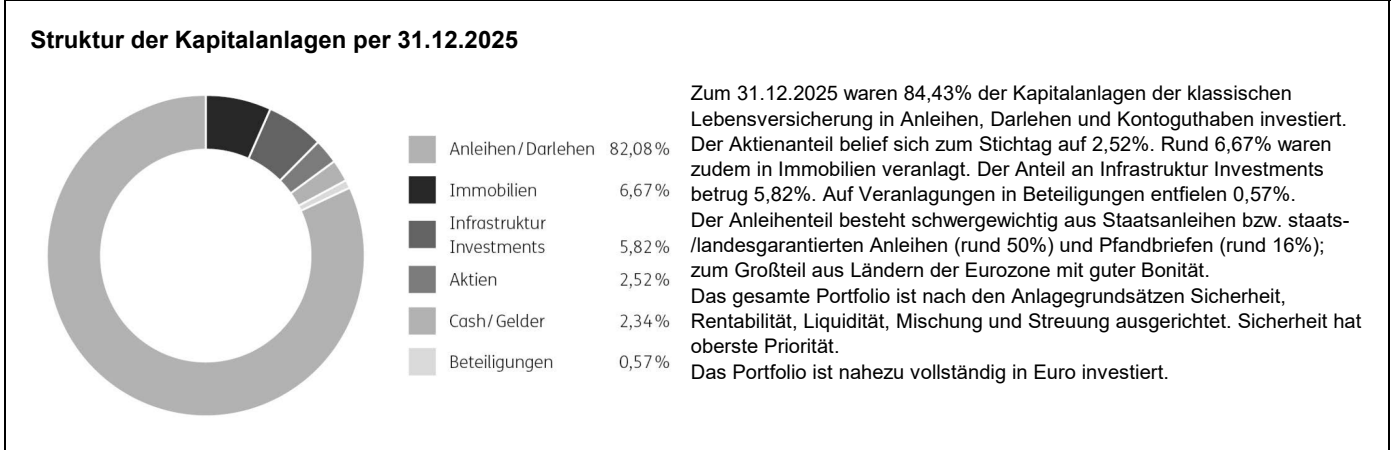 Struktur der Kapitalanlagen per 31.12.2025
Anleihen/Darlehen 82,08%
Immobilien 6,67%
Infrastruktur
Investments 5,82%
Aktien 2,52%
Cash/Gelder 2,34%
Beteiligungen 0,57%
Zum 31.12.2025 waren 84,43% der Kapitalanlagen der klassischen
Lebensversicherung in Anleihen, Darlehen und Kontoguthaben investiert.
Der Aktienanteil belief sich zum Stichtag auf 2,52%. Rund 6,67% waren
zudem in Immobilien veranlagt. Der Anteil an Infrastruktur Investments
betrug 5,82%. Auf Veranlagungen in Beteiligungen entfielen 0,57%.
Der Anleihenteil besteht schwergewichtig aus Staatsanleihen bzw. staats-
/landesgarantierten Anleihen (rund 50%) und Pfandbriefen (rund 16%);
zum Großteil aus Ländern der Eurozone mit guter Bonität.
Das gesamte Portfolio ist nach den Anlagegrundsätzen Sicherheit,
Rentabilität, Liquidität, Mischung und Streuung ausgerichtet. Sicherheit hat
oberste Priorität.
Das Portfolio ist nahezu vollständig in Euro investiert.